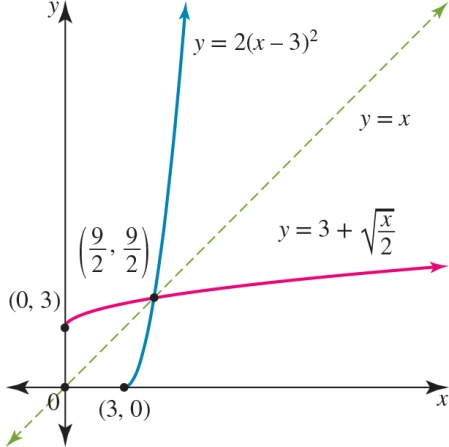 y
y = 2(x – 3)²
y = x
(9/2, 9/2)
y = 3 + √(x/2)
(0, 3)
0
(3, 0)
x